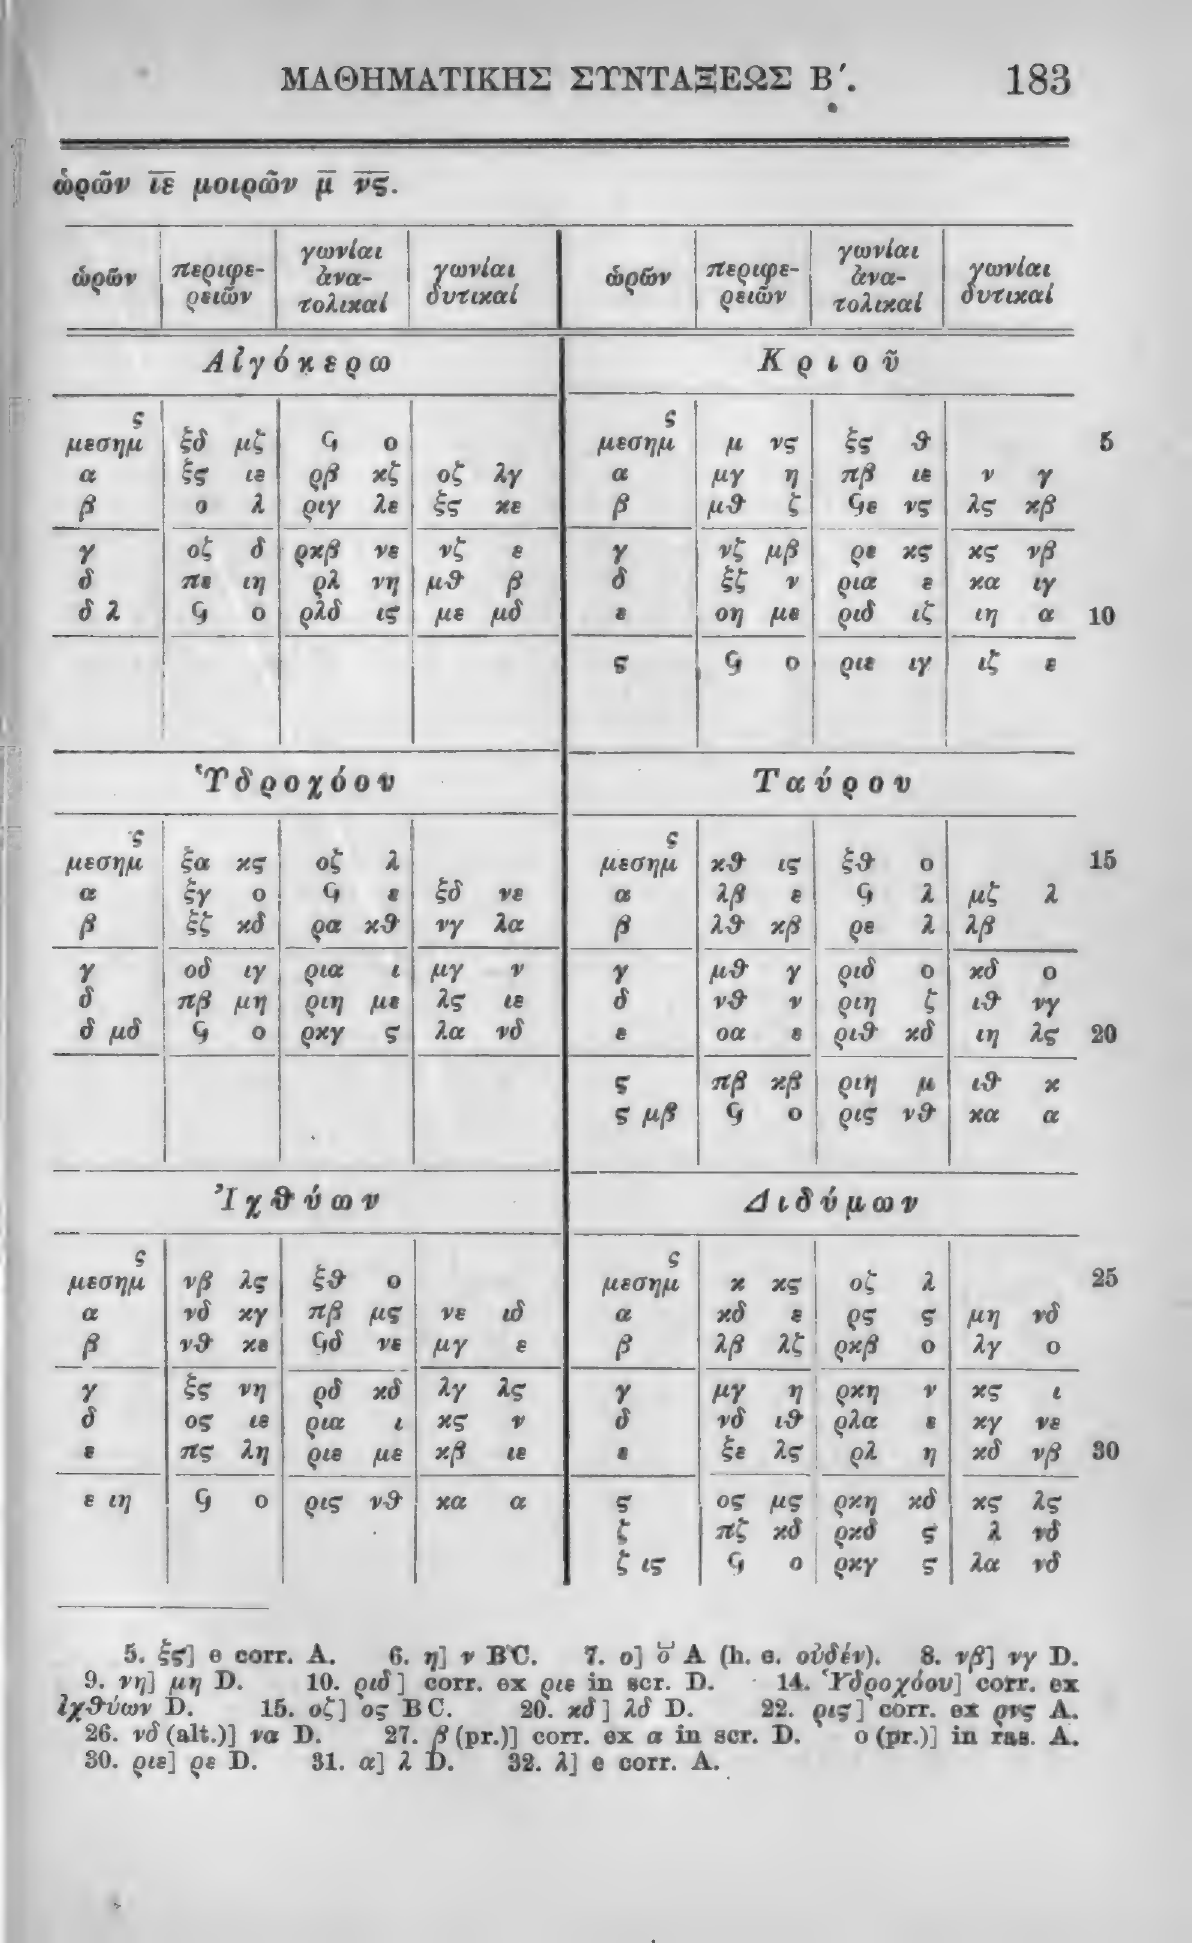 ΜΑΘΗΜΑΤΙΚΗΣ ΣΥΝΤΑΞΕΩΣ Β΄. 183
ὡρῶν ι̅ε̅ μοιρῶν μ̅ ν̅ϛ̅.
ὡρῶν περιφε-ρειῶν γωνίαι ἀνα-τολικαί γωνίαι δυτικαί ὡρῶν περιφε-ρειῶν γωνίαι ἀνα-τολικαί γωνίαι δυτικαί
Αἰγόκερω
ϛ
μεσημ ξδ μζ ϟ ο
α ξϛ ιε ρβ κζ οζ λγ
β ο λ ριγ λε ξϛ κε
γ οζ δ ρκβ νε νζ ε
δ πε ιη ρλ νη μθ β
δ λ ϟ ο ρλδ ιϛ με μδ
Κριοῦ
ϛ
μεσημ μ νϛ ξϛ θ 5
α μγ η πβ ιε ν γ
β μθ ζ ϟε νϛ λϛ κβ
γ νζ μβ ρε κϛ κϛ νβ
δ ξζ ν ρια ε κα ιγ
ε οη με ριδ ιζ ιη α 10
ϛ ϟ ο ριε ιγ ιζ ε
Ὑδροχόου
ϛ
μεσημ ξα κϛ οζ λ
α ξγ ο ϟ ε ξδ νε
β ξζ κδ ρα κθ νγ λα
γ οδ ιγ ρια ι μγ ν
δ πβ μη ριη με λϛ ιε
δ μδ ϟ ο ρκγ ϛ λα νδ
Ταύρου
ϛ
μεσημ κθ ιϛ ξθ ο 15
α λβ ε ϟ λ μζ λ
β λθ κβ ρε λ λβ
γ μθ γ ριδ ο κδ ο
δ νθ ν ριη ζ ιθ νγ
ε οα ε ριθ κδ ιη λϛ 20
ϛ πβ κβ ριη μ ιθ κ
ϛ μβ ϟ ο ριϛ νθ κα α
Ἰχθύων
ϛ
μεσημ νβ λϛ ξθ ο
α νδ κγ πβ μϛ νε ιδ
β νθ κε ϟδ νε μγ ε
γ ξϛ νη ρδ κδ λγ λϛ
δ οϛ ιε ρια ι κϛ ν
ε πϛ λη ριε με κβ ιε
ε ιη ϟ ο ριϛ νθ κα α
Διδύμων
ϛ
μεσημ κ κϛ οζ λ 25
α κδ ε ρϛ ϛ μη νδ
β λβ λζ ρκβ ο λγ ο
γ μγ η ρκη ν κϛ ι
δ νδ ιθ ρλα ε κγ νε
ε ξε λϛ ρλ η κδ νβ 30
ϛ οϛ μϛ ρκη κδ κϛ λϛ
ζ πζ κδ ρκδ ϛ λ νδ
ζ ιϛ ϟ ο ρκγ ϛ λα νδ
5. ξϛ] e corr. A. 6. η] ν BC. 7. ο] ο̅ A (h. e. οὐδέν). 8. νβ] νγ D.
9. νη] μη D. 10. ριδ] corr. ex ριε in scr. D. 14. Ὑδροχόου] corr. ex
ἰχθύων D. 15. οζ] οϛ BC. 20. κδ] λδ D. 22. ριϛ] corr. ex ρνϛ A.
26. νδ (alt.)] να D. 27. β (pr.)] corr. ex α in scr. D. ο (pr.)] in ras. A.
30. ριε] ρε D. 31. α] λ D. 32. λ] e corr. A.